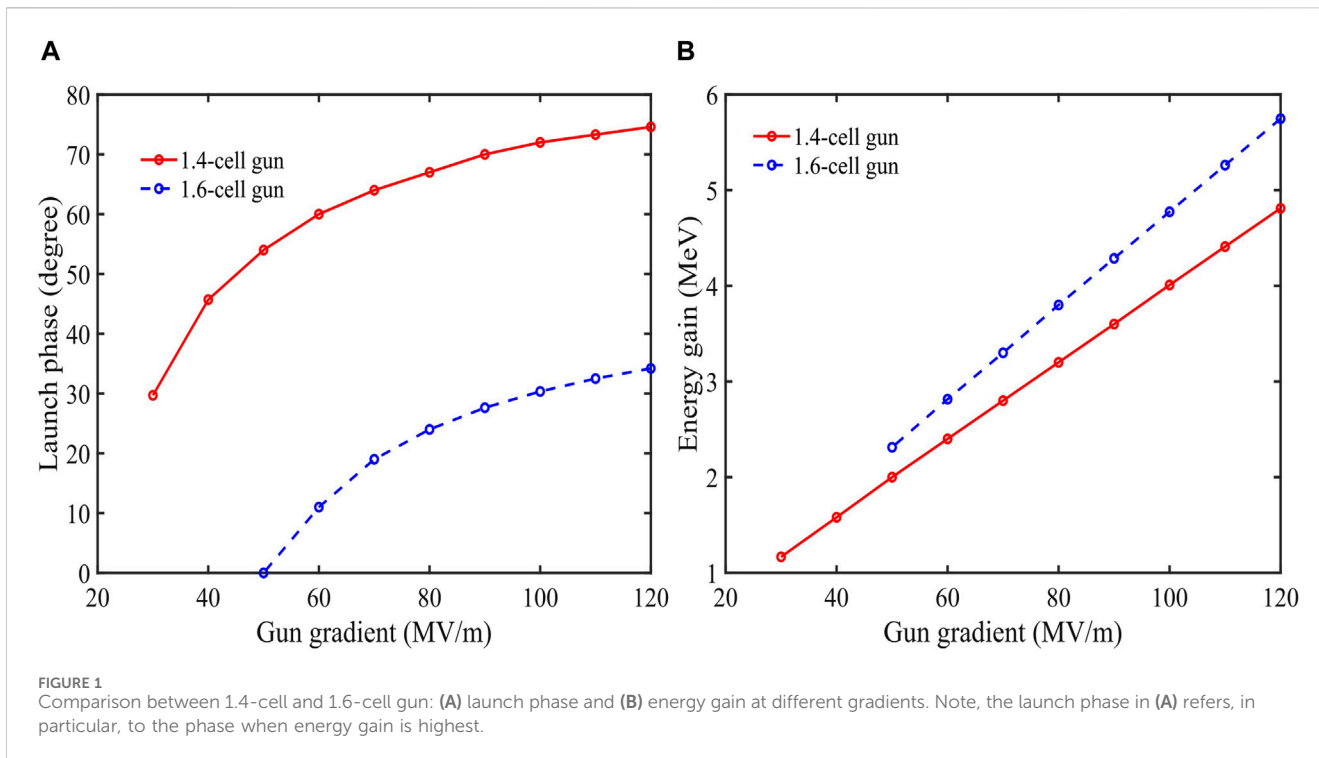 A
80
70
60
50
40
30
20
10
0
20
40
60
80
100
120
Launch phase (degree)
Gun gradient (MV/m)
1.4-cell gun
1.6-cell gun
B
6
5
4
3
2
1
20
40
60
80
100
120
Energy gain (MeV)
Gun gradient (MV/m)
1.4-cell gun
1.6-cell gun
FIGURE 1
Comparison between 1.4-cell and 1.6-cell gun: (A) launch phase and (B) energy gain at different gradients. Note, the launch phase in (A) refers, in
particular, to the phase when energy gain is highest.